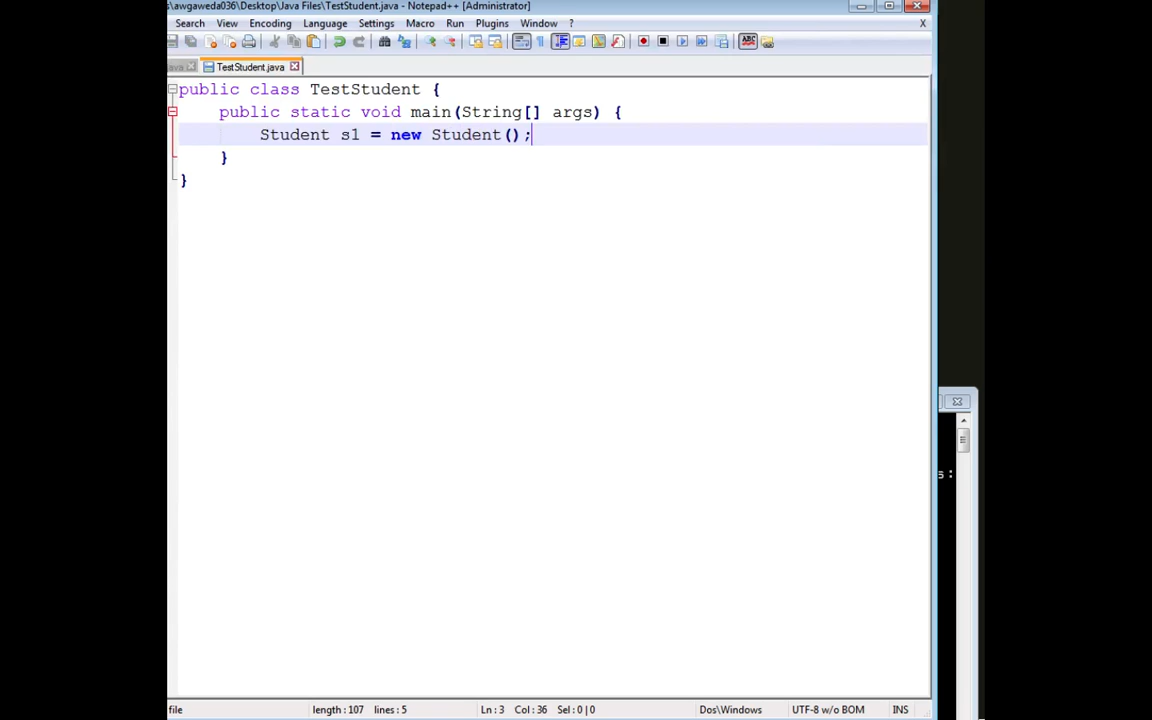 s\awgaweda036\Desktop\Java Files\TestStudent.java - Notepad++ [Administrator]
Search View Encoding Language Settings Macro Run Plugins Window ? X
ava TestStudent.java
public class TestStudent {
public static void main(String[] args) {
Student s1 = new Student();
}
}
s:
file length : 107 lines : 5 Ln : 3 Col : 36 Sel : 0 | 0 Dos\Windows UTF-8 w/o BOM INS